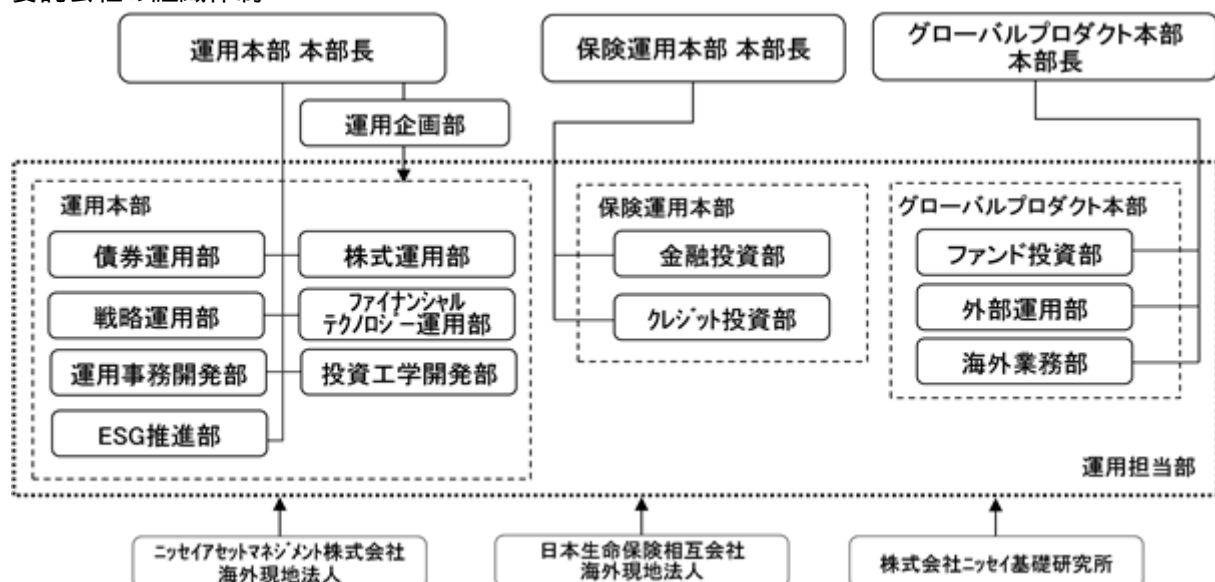 運用本部 本部長
保険運用本部 本部長
グローバルプロダクト本部
本部長
運用企画部
運用本部
債券運用部
株式運用部
戦略運用部
ファイナンシャル
テクノロジー運用部
運用事務開発部
投資工学開発部
ESG推進部
保険運用本部
金融投資部
クレジット投資部
グローバルプロダクト本部
ファンド投資部
外部運用部
海外業務部
運用担当部
ニッセイアセットマネジメント株式会社
海外現地法人
日本生命保険相互会社
海外現地法人
株式会社ニッセイ基礎研究所